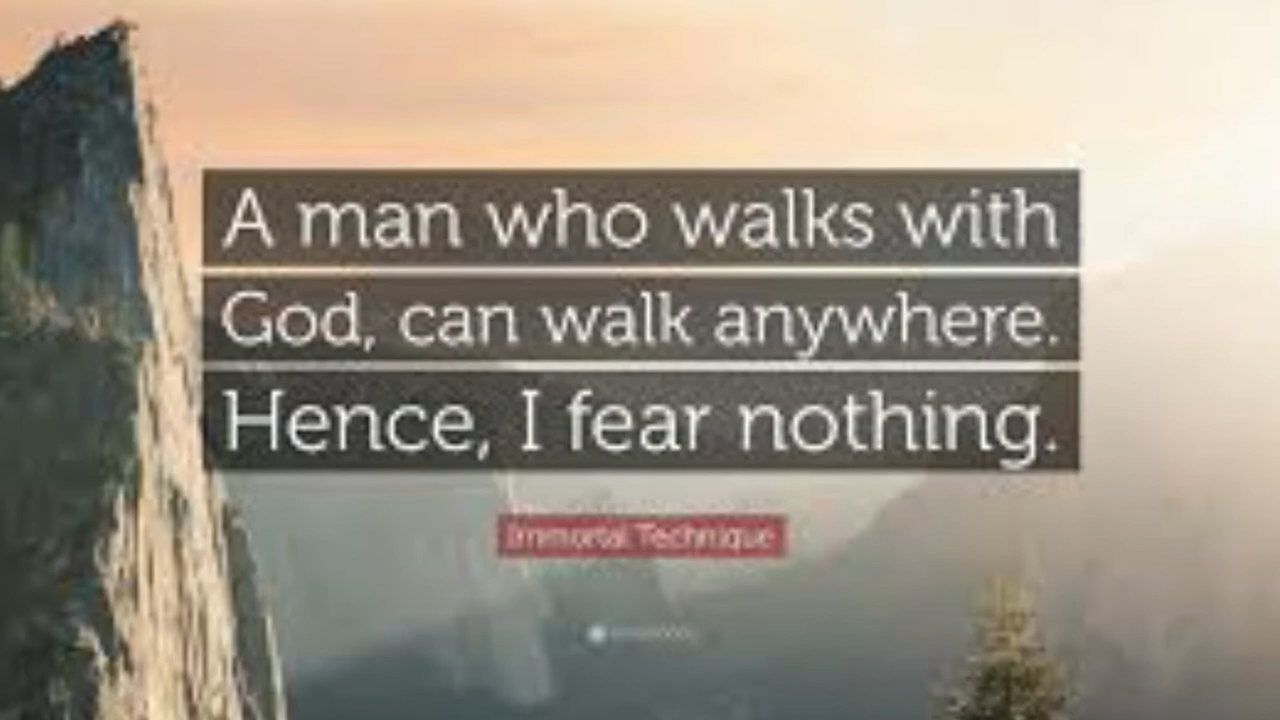 A man who walks with
God, can walk anywhere.
Hence, I fear nothing.
Immortal Technique